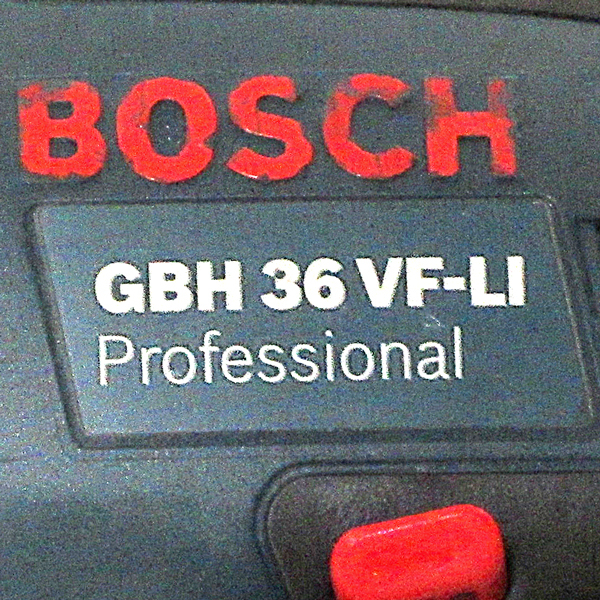 BOSCH
GBH 36 VF-LI
Professional